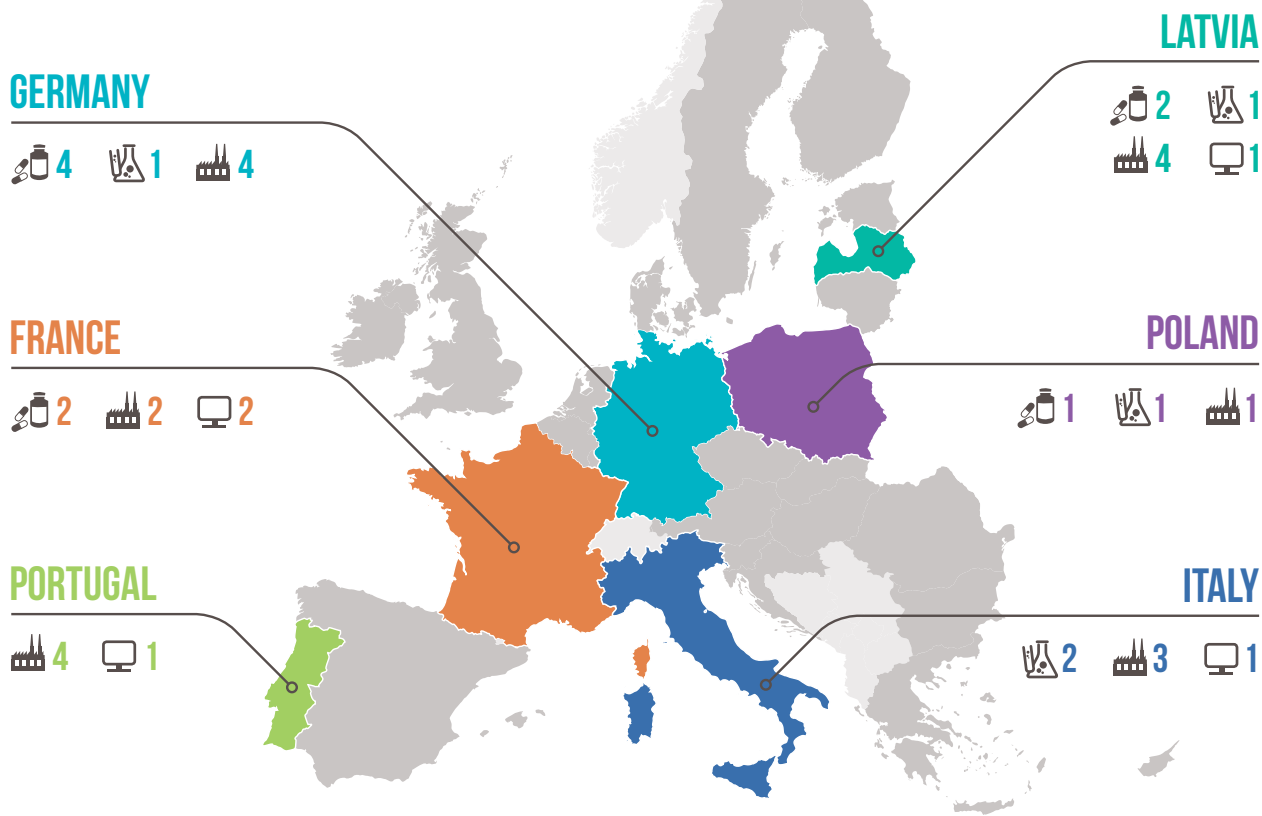 LATVIA
2 1
4 1
GERMANY
4 1 4
FRANCE
2 2 2
POLAND
1 1 1
PORTUGAL
4 1
ITALY
2 3 1